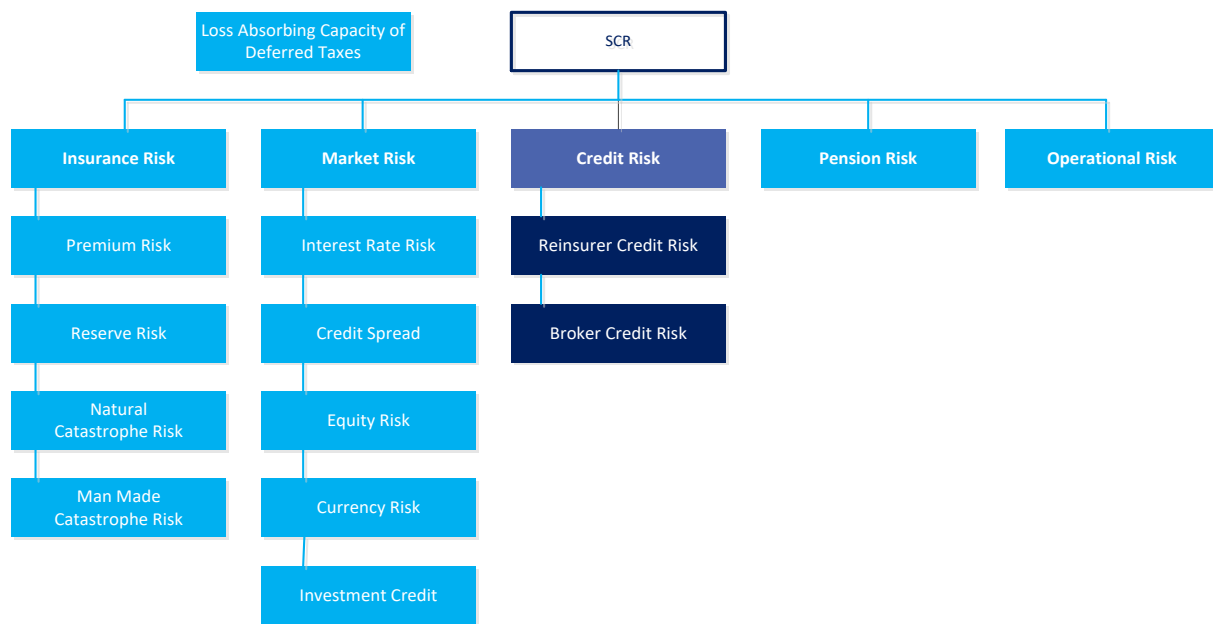 Loss Absorbing Capacity of
Deferred Taxes
SCR
Insurance Risk
Market Risk
Credit Risk
Pension Risk
Operational Risk
Premium Risk
Interest Rate Risk
Reinsurer Credit Risk
Reserve Risk
Credit Spread
Broker Credit Risk
Natural
Catastrophe Risk
Equity Risk
Man Made
Catastrophe Risk
Currency Risk
Investment Credit